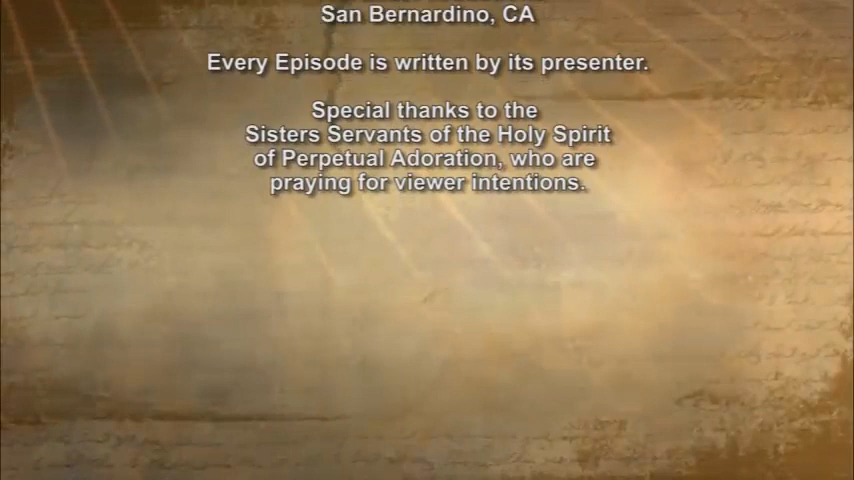 San Bernardino, CA
Every Episode is written by its presenter.
Special thanks to the
Sisters Servants of the Holy Spirit
of Perpetual Adoration, who are
praying for viewer intentions.